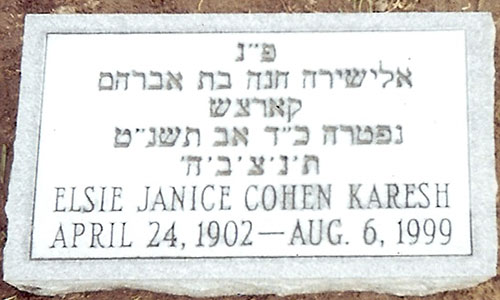 פ״נ
אלישירה חנה בת אברהם
קארעש
נפטרה כ״ד אב תשנ״ט
ת׳נ׳צ׳ב׳ה׳
ELSIE JANICE COHEN KARESH
APRIL 24, 1902 — AUG. 6, 1999